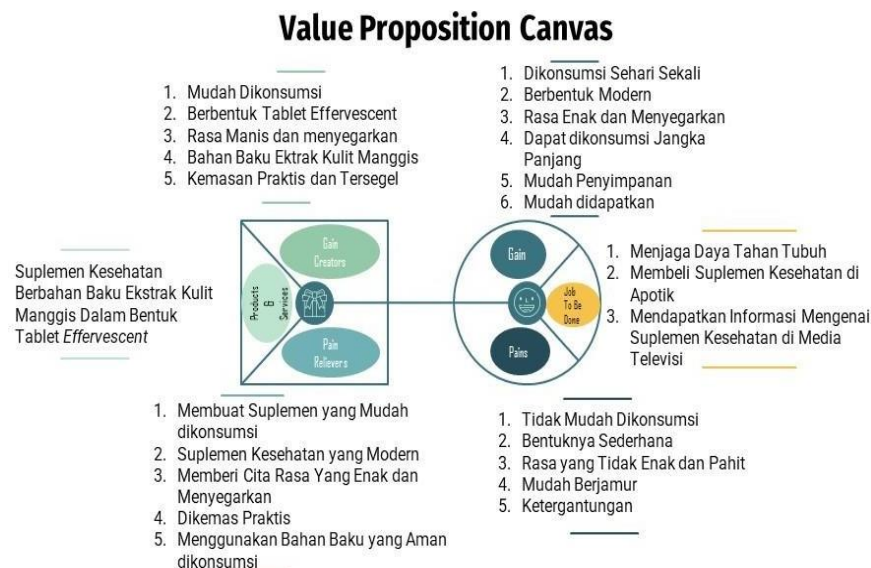 Value Proposition Canvas
1. Mudah Dikonsumsi
2. Berbentuk Tablet Effervescent
3. Rasa Manis dan menyegarkan
4. Bahan Baku Ektrak Kulit Manggis
5. Kemasan Praktis dan Tersegel
1. Dikonsumsi Sehari Sekali
2. Berbentuk Modern
3. Rasa Enak dan Menyegarkan
4. Dapat dikonsumsi Jangka
Panjang
5. Mudah Penyimpanan
6. Mudah didapatkan
Suplemen Kesehatan
Berbahan Baku Ekstrak Kulit
Manggis Dalam Bentuk
Tablet Effervescent
Gain
Creators
Products
&
Services
Pain
Relievers
Gain
Job
To Be
Done
Pains
1. Menjaga Daya Tahan Tubuh
2. Membeli Suplemen Kesehatan di
Apotik
3. Mendapatkan Informasi Mengenai
Suplemen Kesehatan di Media
Televisi
1. Membuat Suplemen yang Mudah
dikonsumsi
2. Suplemen Kesehatan yang Modern
3. Memberi Cita Rasa Yang Enak dan
Menyegarkan
4. Dikemas Praktis
5. Menggunakan Bahan Baku yang Aman
dikonsumsi
1. Tidak Mudah Dikonsumsi
2. Bentuknya Sederhana
3. Rasa yang Tidak Enak dan Pahit
4. Mudah Berjamur
5. Ketergantungan